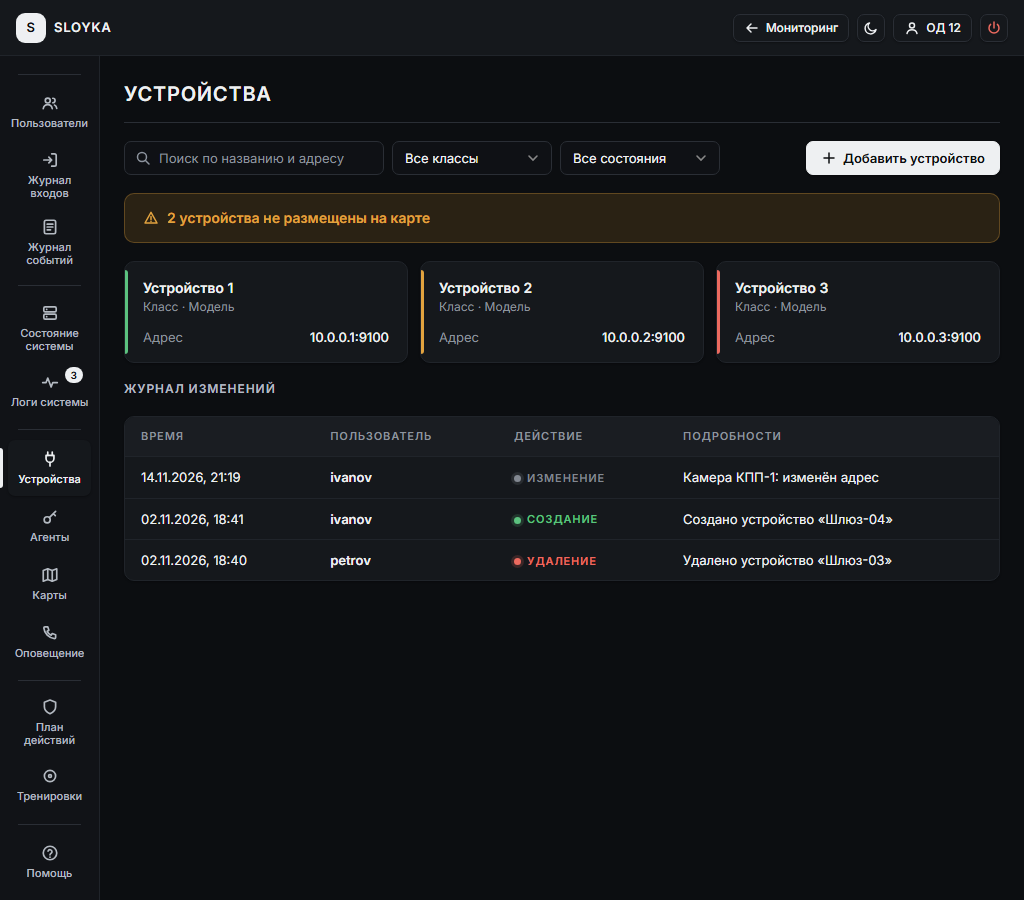 S SLOYKA
Мониторинг
ОД 12
Пользователи
Журнал
входов
Журнал
событий
Состояние
системы
3
Логи системы
Устройства
Агенты
Карты
Оповещение
План
действий
Тренировки
Помощь
УСТРОЙСТВА
Поиск по названию и адресу
Все классы
Все состояния
Добавить устройство
2 устройства не размещены на карте
Устройство 1
Класс · Модель
Адрес 10.0.0.1:9100
Устройство 2
Класс · Модель
Адрес 10.0.0.2:9100
Устройство 3
Класс · Модель
Адрес 10.0.0.3:9100
ЖУРНАЛ ИЗМЕНЕНИЙ
ВРЕМЯ ПОЛЬЗОВАТЕЛЬ ДЕЙСТВИЕ ПОДРОБНОСТИ
14.11.2026, 21:19 ivanov ИЗМЕНЕНИЕ Камера КПП-1: изменён адрес
02.11.2026, 18:41 ivanov СОЗДАНИЕ Создано устройство «Шлюз-04»
02.11.2026, 18:40 petrov УДАЛЕНИЕ Удалено устройство «Шлюз-03»